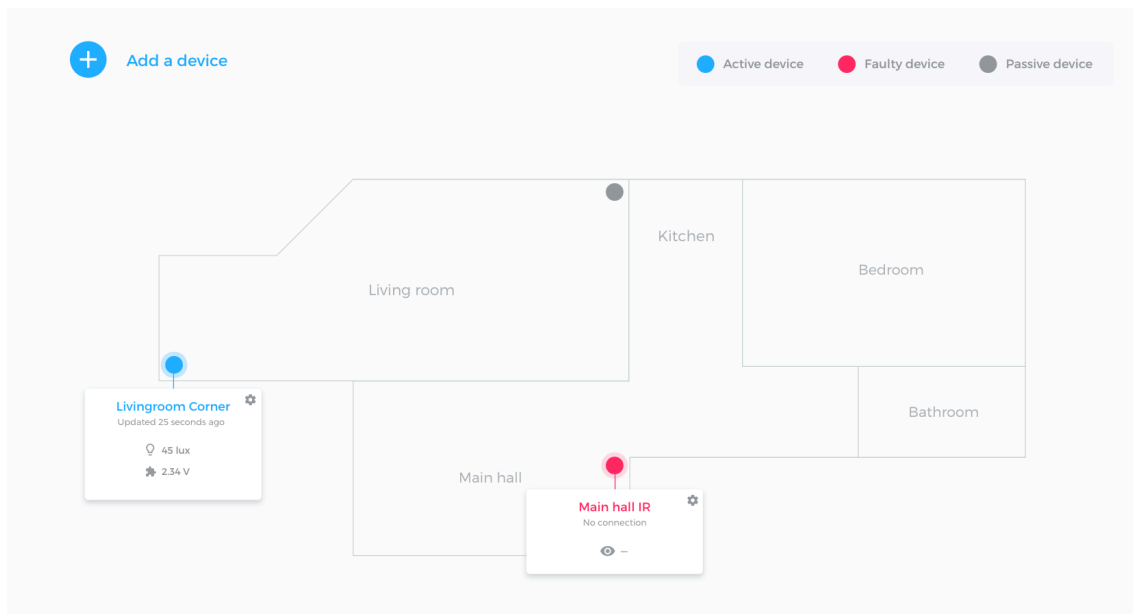 Add a device
Active device
Faulty device
Passive device
Kitchen
Bedroom
Living room
Livingroom Corner
Updated 25 seconds ago
45 lux
2.34 V
Bathroom
Main hall
Main hall IR
No connection
–